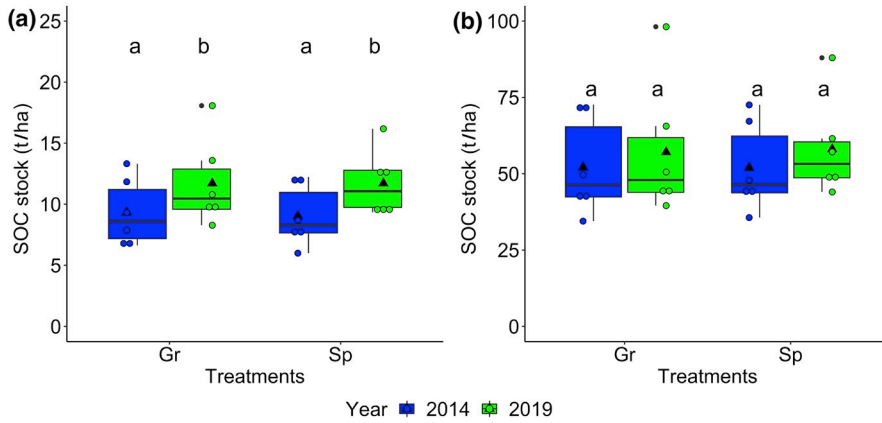 (a)
SOC stock (t/ha)
25
20
15
10
5
0
a b a b
Gr Sp
Treatments
(b)
SOC stock (t/ha)
100
75
50
25
0
a a a a
Gr Sp
Treatments
Year 2014 2019